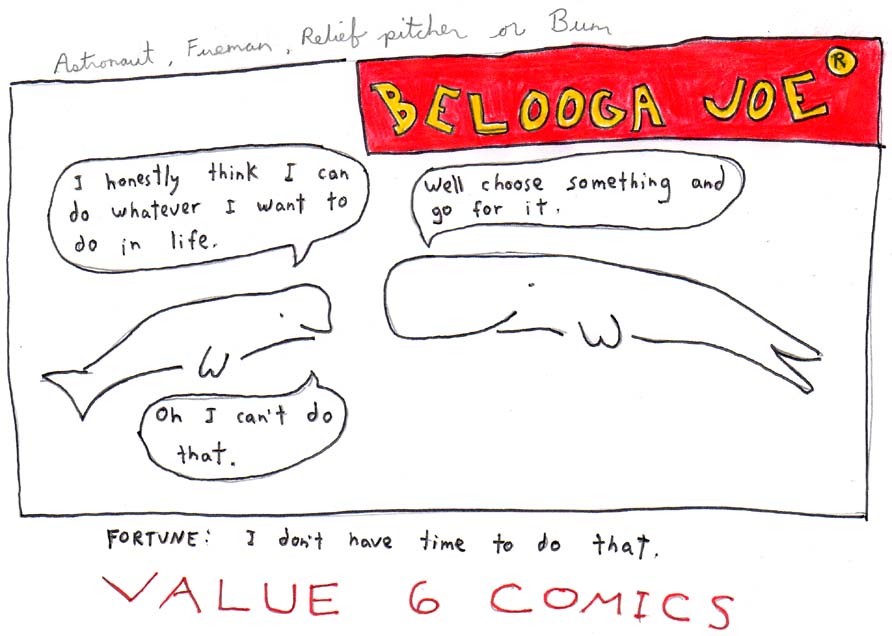 Astronaut, Fireman, Relief pitcher or Bum
BELOOGA JOE®
I honestly think I can
do whatever I want to
do in life.
Well choose something and
go for it.
Oh I can't do
that.
FORTUNE: I don't have time to do that.
VALUE 6 COMICS